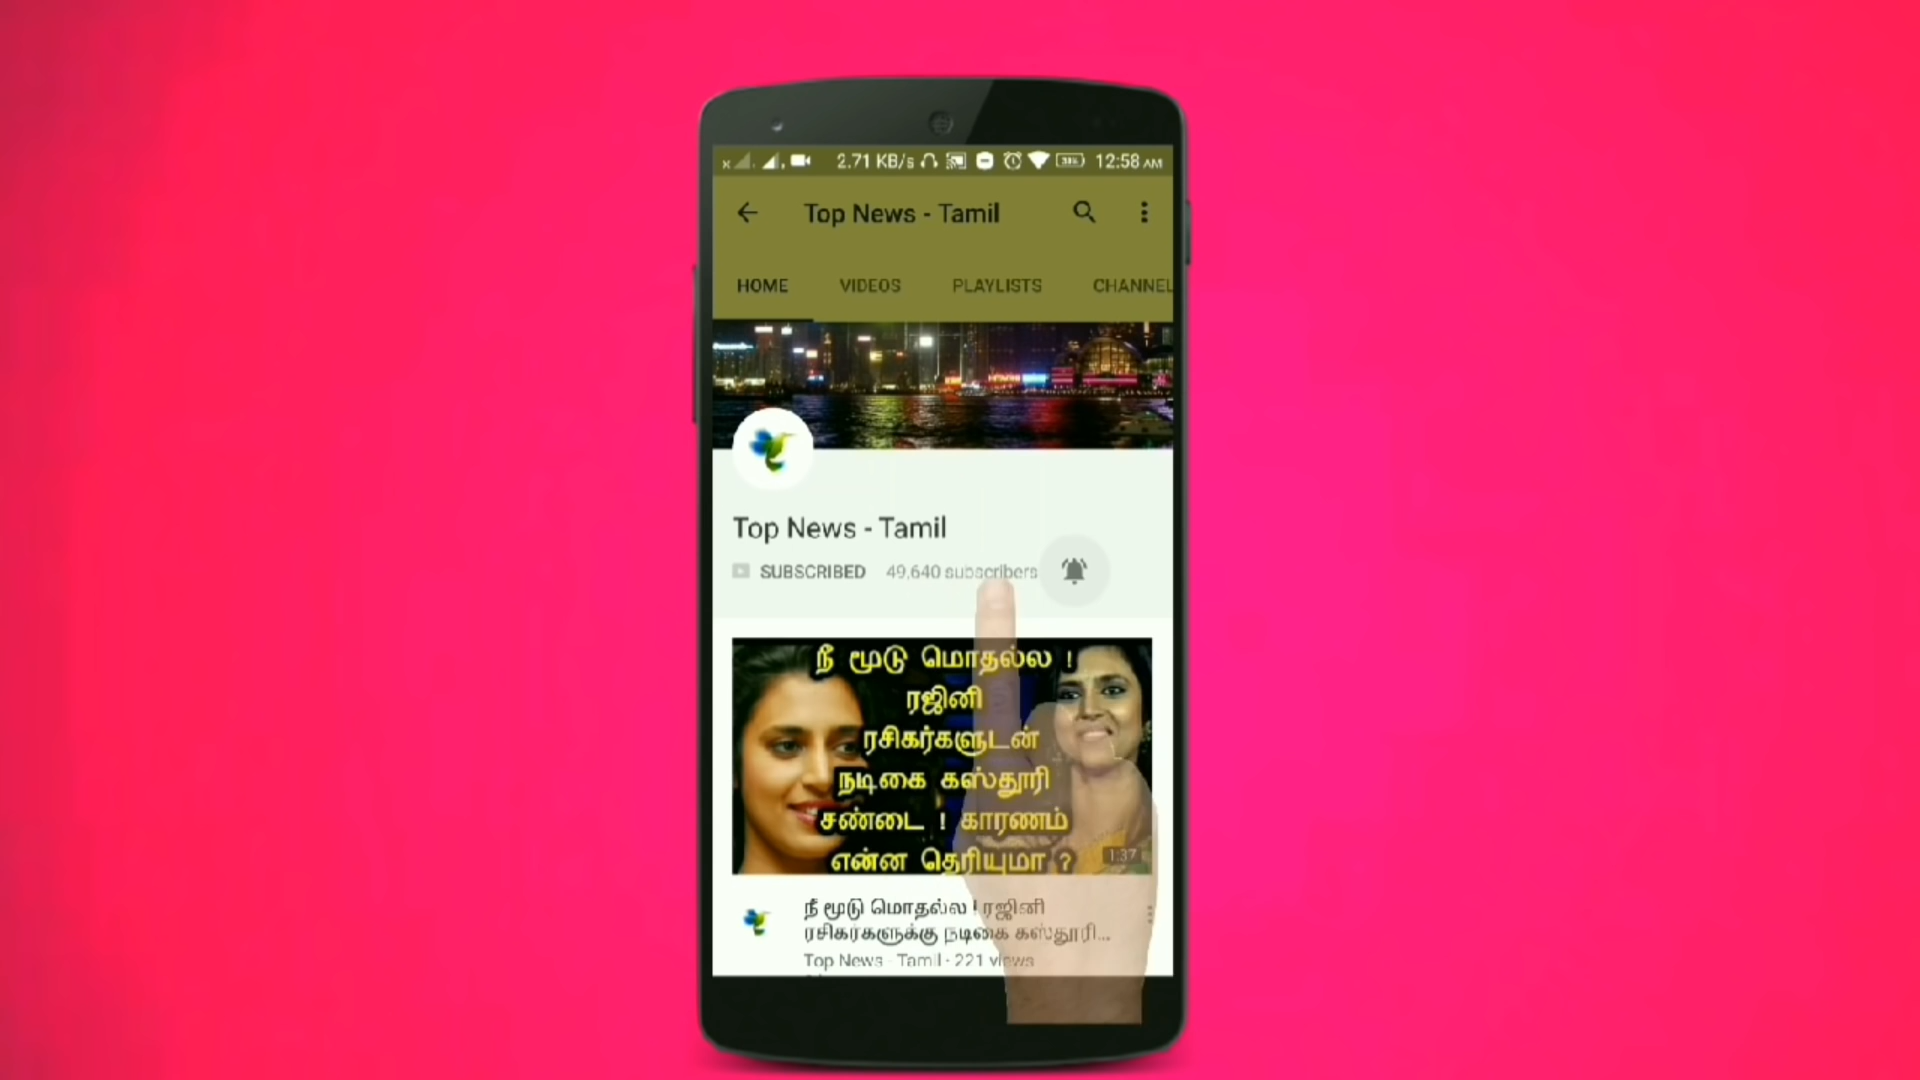 2.71 KB/s 12:58 AM
Top News - Tamil
HOME VIDEOS PLAYLISTS CHANNEL
Top News - Tamil
SUBSCRIBED 49,640 subscribers
நீ மூடு மொதல்ல !
ரஜினி
ரசிகர்களுடன்
நடிகை கஸ்தூரி
சண்டை ! காரணம்
என்ன தெரியுமா ?
1:37
நீ மூடு மொதல்ல ! ரஜினி
ரசிகர்களுக்கு நடிகை கஸ்தூரி...
Top News - Tamil · 221 views